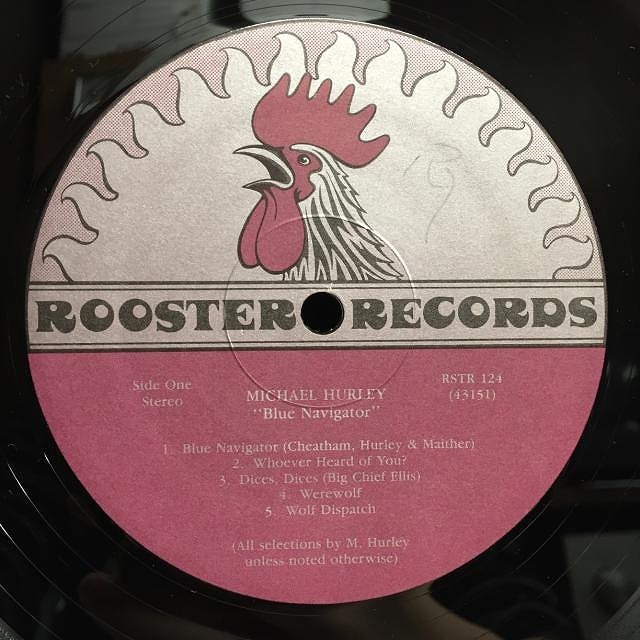 ROOSTER RECORDS
Side One
Stereo
MICHAEL HURLEY
"Blue Navigator"
RSTR 124
(43151)
1. Blue Navigator (Cheatham, Hurley & Maither)
2. Whoever Heard of You?
3. Dices, Dices (Big Chief Ellis)
4. Werewolf
5. Wolf Dispatch
(All selections by M. Hurley
unless noted otherwise)